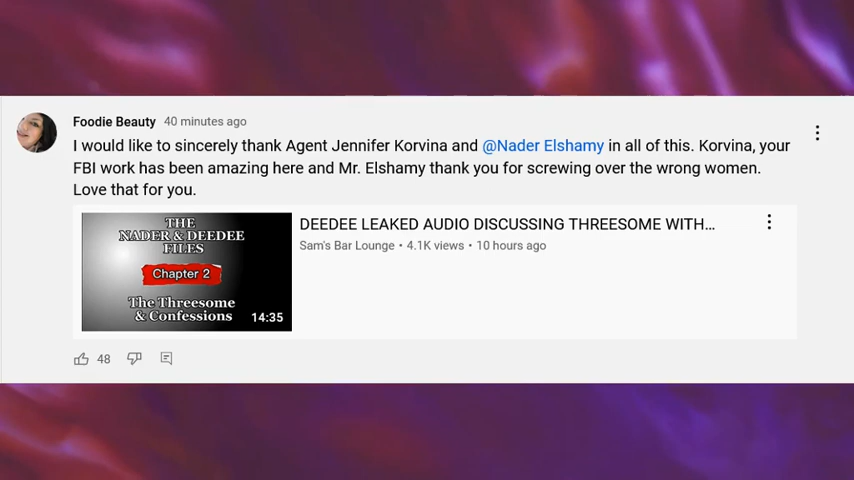 Foodie Beauty 40 minutes ago
I would like to sincerely thank Agent Jennifer Korvina and @Nader Elshamy in all of this. Korvina, your
FBI work has been amazing here and Mr. Elshamy thank you for screwing over the wrong women.
Love that for you.
THE
NADER & DEEDEE
FILES
Chapter 2
The Threesome
& Confessions
14:35
DEEDEE LEAKED AUDIO DISCUSSING THREESOME WITH...
Sam's Bar Lounge • 4.1K views • 10 hours ago
48